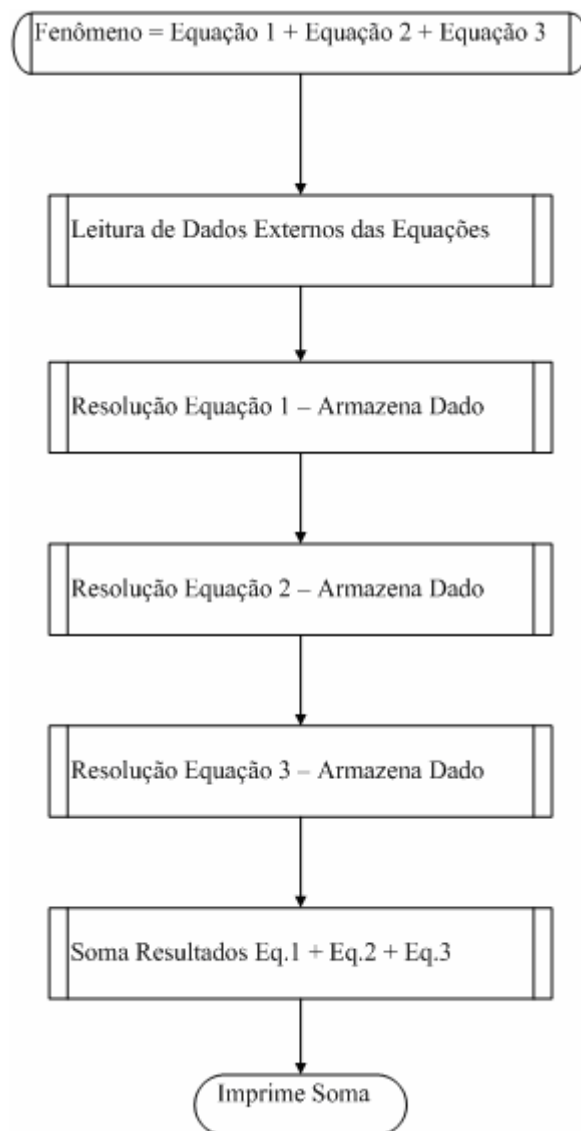 Fenômeno = Equação 1 + Equação 2 + Equação 3
Leitura de Dados Externos das Equações
Resolução Equação 1 – Armazena Dado
Resolução Equação 2 – Armazena Dado
Resolução Equação 3 – Armazena Dado
Soma Resultados Eq.1 + Eq.2 + Eq.3
Imprime Soma